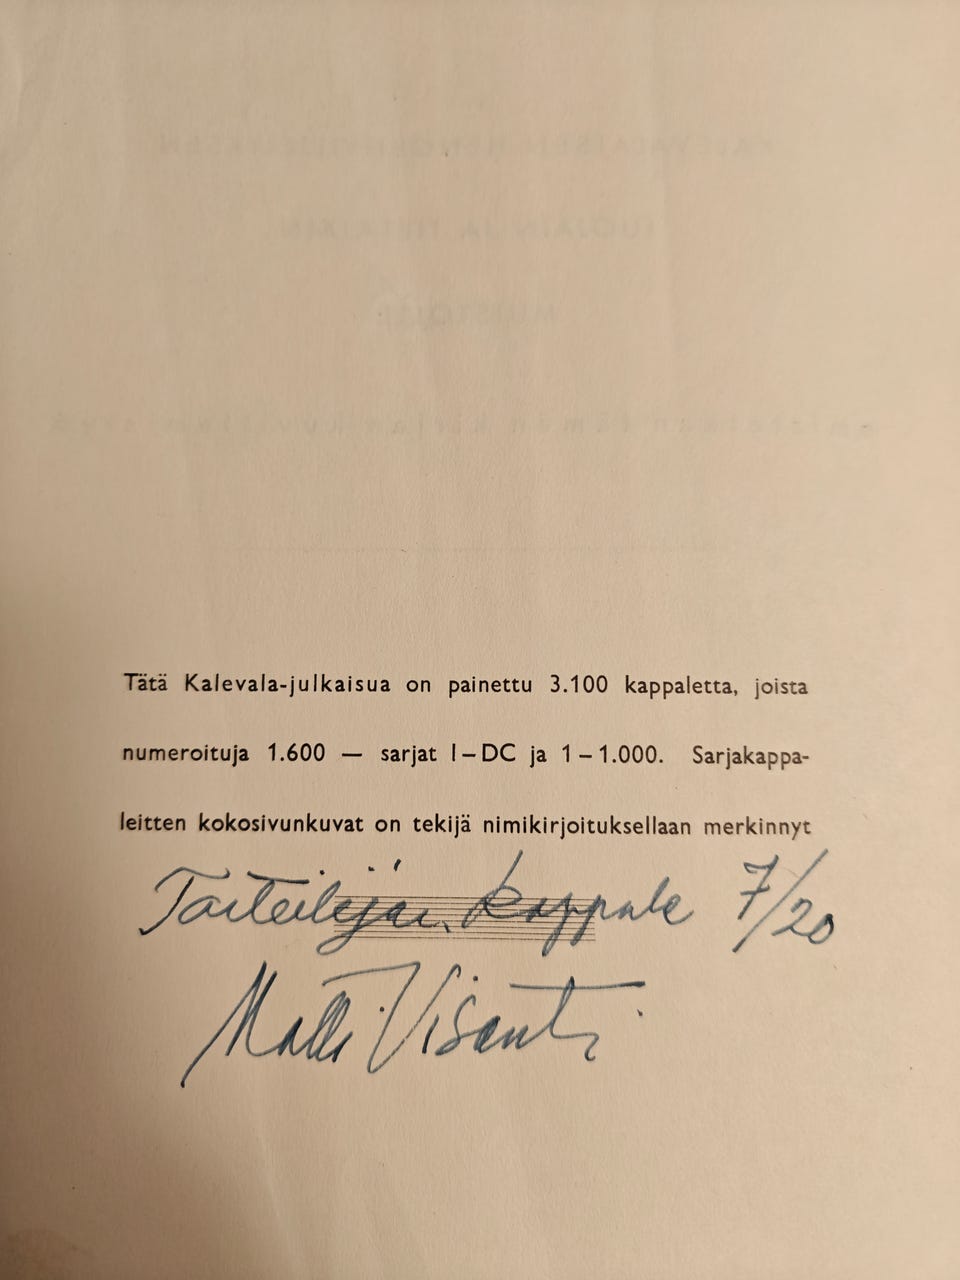 Tätä Kalevala-julkaisua on painettu 3.100 kappaletta, joista
numeroituja 1.600 — sarjat I–DC ja 1–1.000. Sarjakappa-
leitten kokosivunkuvat on tekijä nimikirjoituksellaan merkinnyt
Taiteilijan kappale 7/20
Matti Visanti